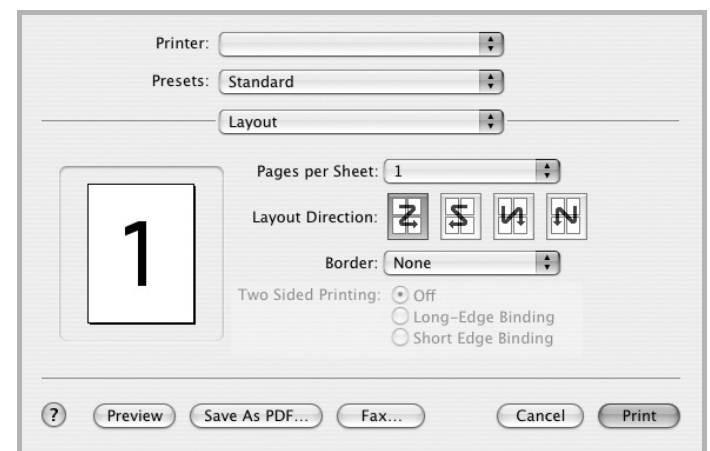 Printer:
Presets: Standard
Layout
Pages per Sheet: 1
1
Layout Direction:
Border: None
Two Sided Printing: Off
Long-Edge Binding
Short Edge Binding
? Preview Save As PDF... Fax... Cancel Print